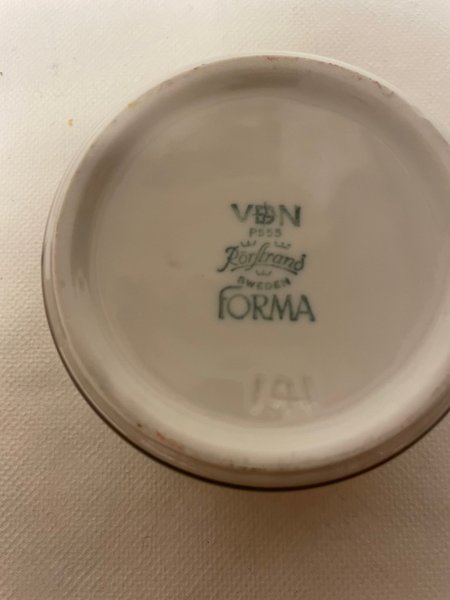 VDN
P555
Rörstrand
SWEDEN
FORMA